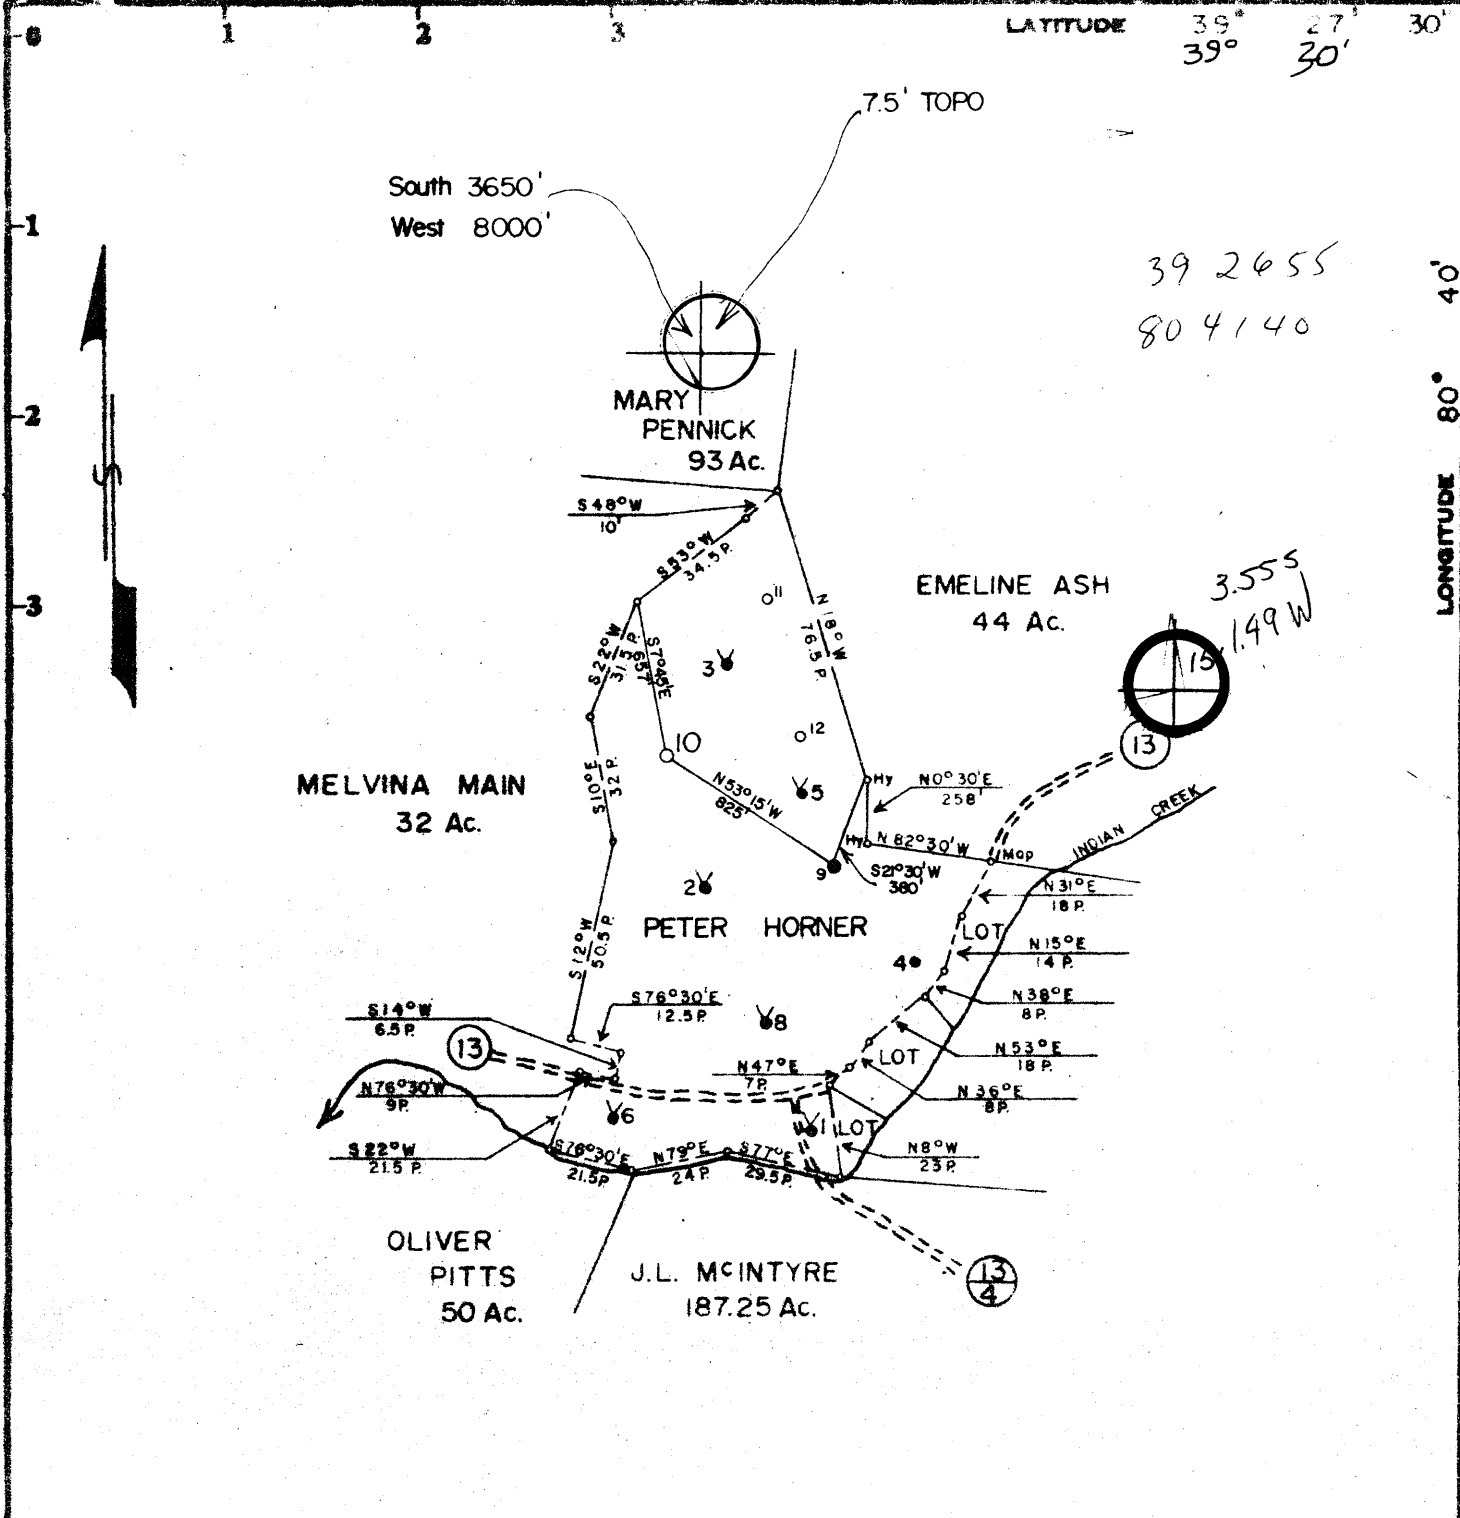 0 1 2 3 LATITUDE 39° 27' 30"
39° 30'
7.5' TOPO
South 3650'
West 8000'
1
39 2655
804140
LONGITUDE 80° 40'
2
MARY
PENNICK
93 Ac.
S 48° W
10'
S 53° W
34.5 P.
3
11
EMELINE ASH
44 Ac.
3.55 S
1.49 W
15'
N 18° W
76.5 P.
S 22° W
31.5 P.
S 7°45' E
657'
3
12
10
13
MELVINA MAIN
32 Ac.
S 10° E
32 P.
N 53° 15' W
825'
5
Hy
N 0° 30' E
258'
INDIAN CREEK
Hy
N 82° 30' W
Mop
9
S 21° 30' W
380'
2
N 31° E
18 P.
PETER HORNER
LOT
S 12° W
50.5 P.
4
N 15° E
14 P.
S 76° 30' E
12.5 P.
N 38° E
8 P.
S 14° W
6.5 P.
8
13
N 53° E
18 P.
LOT
N 47° E
7 P.
N 76° 30' W
9 P.
N 36° E
8 P.
6
1
LOT
S 22° W
21.5 P.
S 76° 30' E
21.5 P.
N 79° E
24 P.
S 77° E
29.5 P.
N 8° W
23 P.
OLIVER
PITTS
50 Ac.
J.L. McINTYRE
187.25 Ac.
13
4